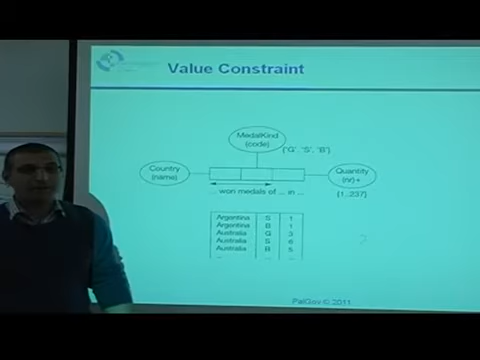 Value Constraint
MedalKind
(code)
{'G', 'S', 'B'}
Country
(name)
Quantity
(nr)+
{1..237}
... won medals of ... in ...
Argentina S 1
Argentina B 1
Australia G 3
Australia S 6
Australia B 5
PalGov © 2011